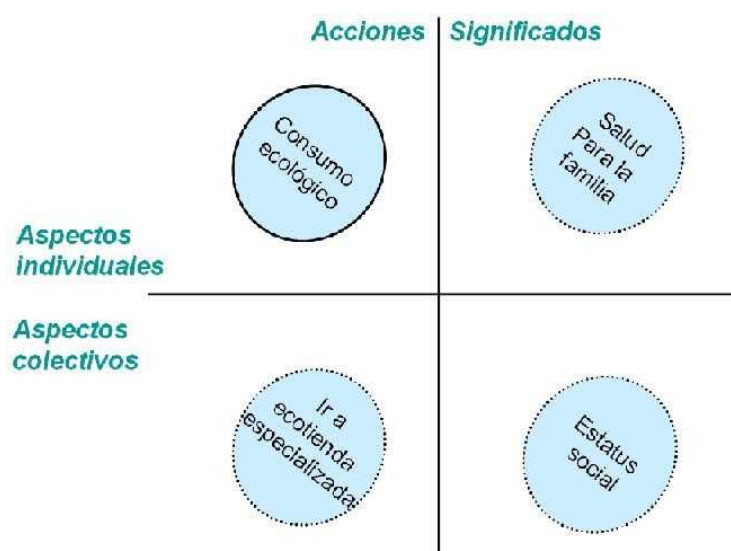 Acciones
Significados
Consumo
ecológico
Salud
Para la
familia
Aspectos
individuales
Aspectos
colectivos
Ir a
ecotienda
especializada
Estatus
social